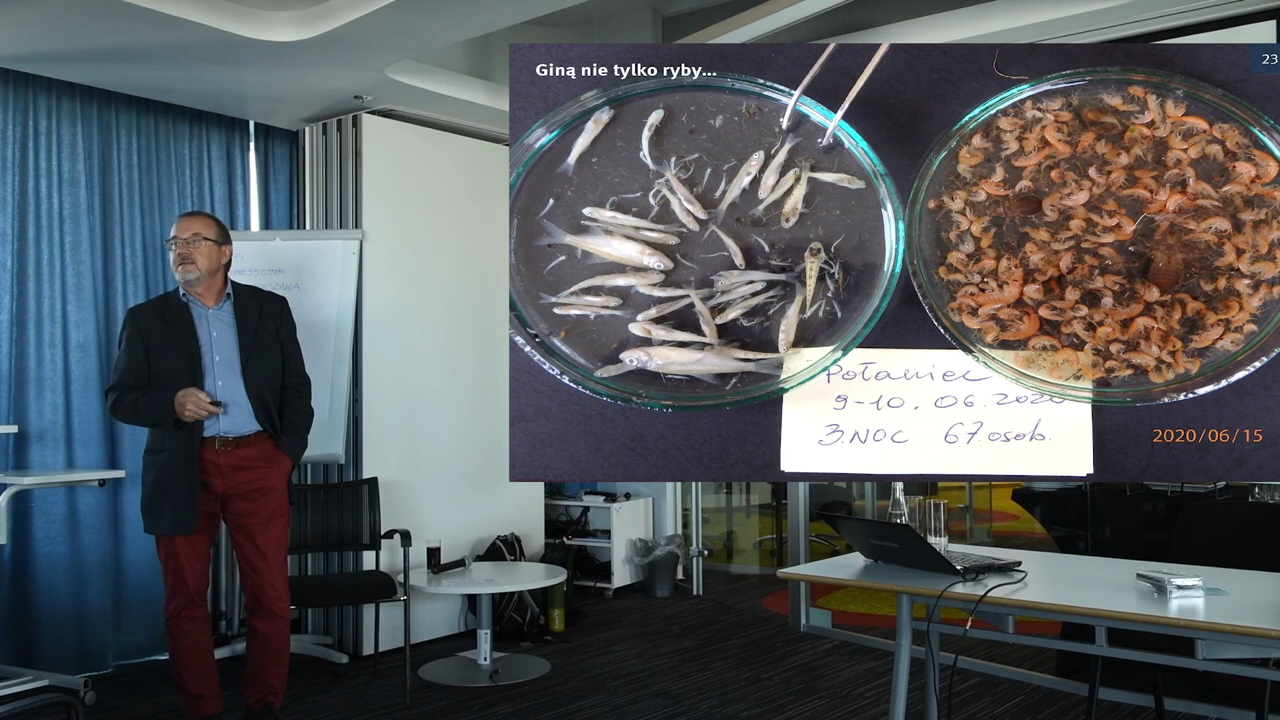 Giną nie tylko ryby...
23
Połaniec
9-10.06.2020
3.NOC 67.osob.
2020/06/15